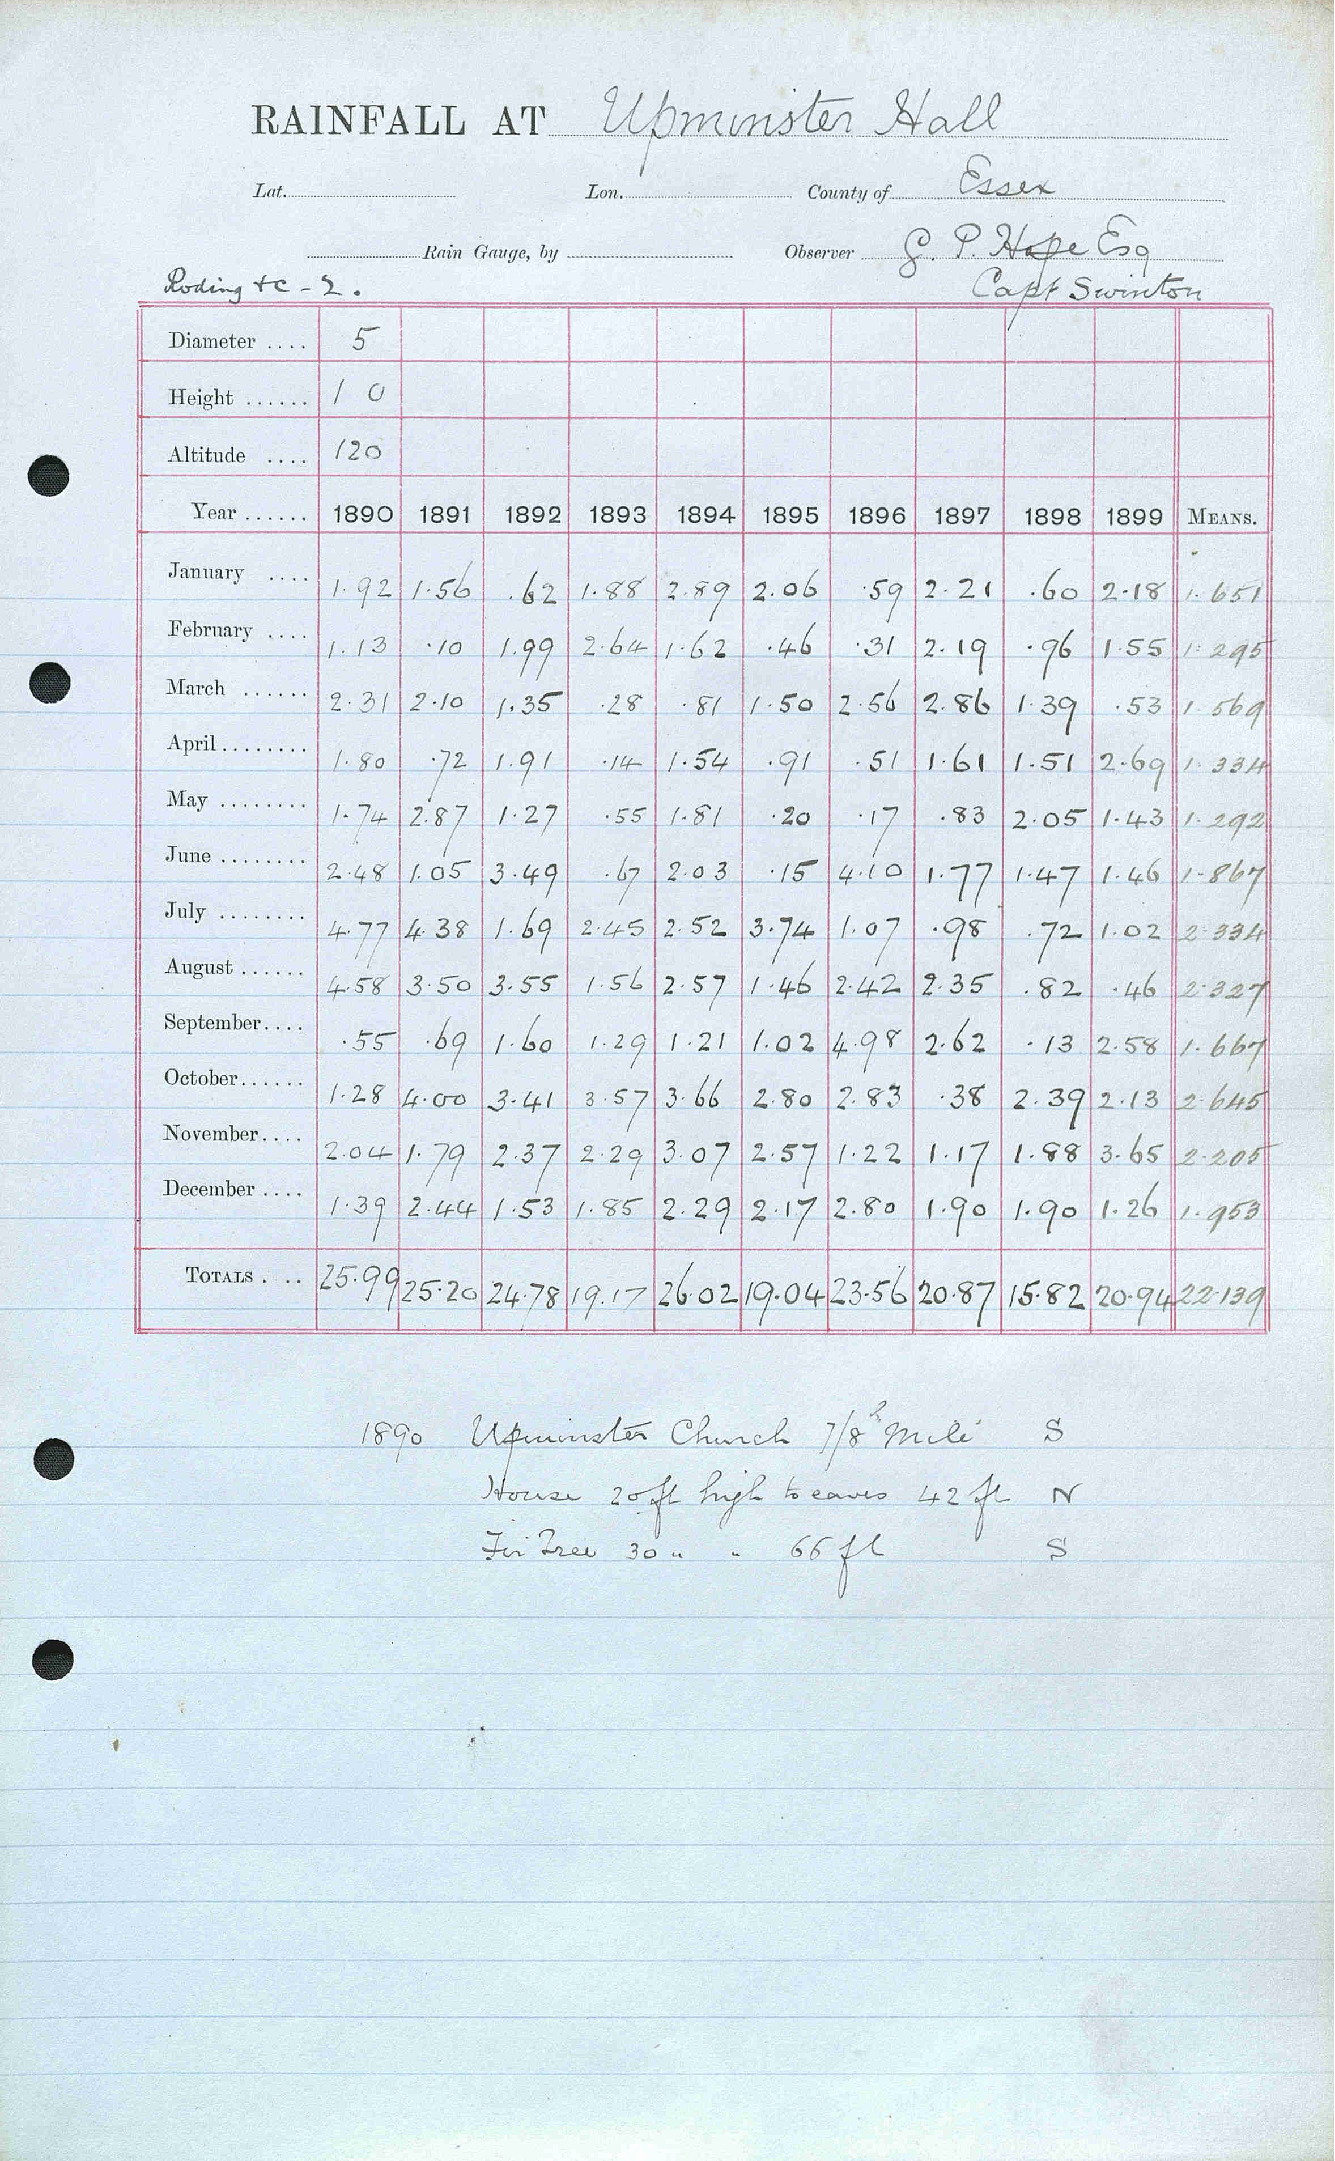 RAINFALL AT Upminster Hall
Lat. Lon. County of Essex
Rain Gauge, by Observer G. P. Hope Esq
Roding &c - 2. Capt Swinton
Diameter .... 5
Height ...... 1 0
Altitude .... 120
Year ...... 1890 1891 1892 1893 1894 1895 1896 1897 1898 1899 MEANS.
January .... 1.92 1.56 .62 1.88 2.89 2.06 .59 2.21 .60 2.18 1.651
February .... 1.13 .10 1.99 2.64 1.62 .46 .31 2.19 .96 1.55 1.295
March ...... 2.31 2.10 1.35 .28 .81 1.50 2.56 2.86 1.39 .53 1.569
April ........ 1.80 .72 1.91 .14 1.54 .91 .51 1.61 1.51 2.69 1.334
May ........ 1.74 2.87 1.27 .55 1.81 .20 .17 .83 2.05 1.43 1.292
June ........ 2.48 1.05 3.49 .67 2.03 .15 4.10 1.77 1.47 1.46 1.867
July ........ 4.77 4.38 1.69 2.45 2.52 3.74 1.07 .98 .72 1.02 2.334
August ...... 4.58 3.50 3.55 1.56 2.57 1.46 2.42 2.35 .82 .46 2.327
September.... .55 .69 1.60 1.29 1.21 1.02 4.98 2.62 .13 2.58 1.667
October...... 1.28 4.00 3.41 3.57 3.66 2.80 2.83 .38 2.39 2.13 2.645
November.... 2.04 1.79 2.37 2.29 3.07 2.57 1.22 1.17 1.88 3.65 2.205
December .... 1.39 2.44 1.53 1.85 2.29 2.17 2.80 1.90 1.90 1.26 1.953
TOTALS .... 25.99 25.20 24.78 19.17 26.02 19.04 23.56 20.87 15.82 20.94 22.139
1890 Upminster Church 7/8 h Mile S
House 20 ft high to eaves 42 ft N
Fir Tree 30 " " 66 ft S